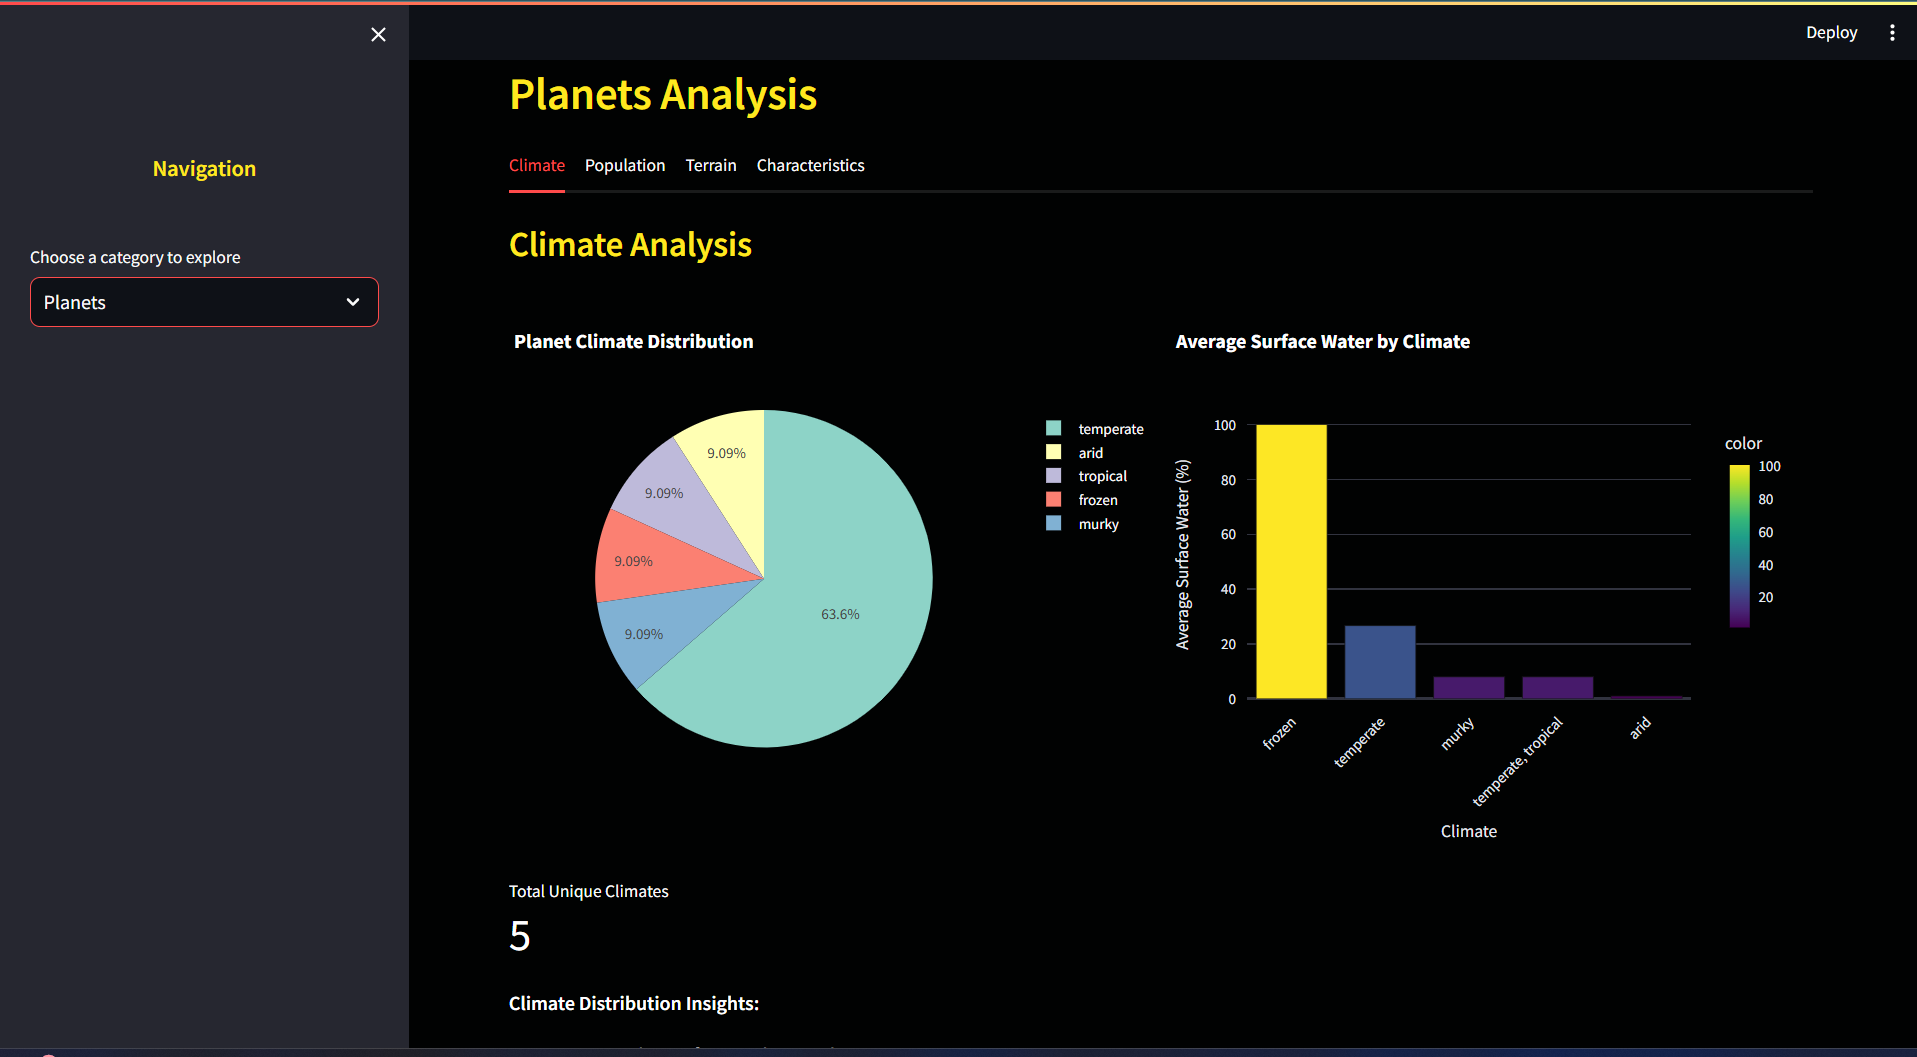 Deploy
Navigation
Choose a category to explore
Planets
Planets Analysis
Climate Population Terrain Characteristics
Climate Analysis
Planet Climate Distribution
9.09%
9.09%
9.09%
9.09%
63.6%
temperate
arid
tropical
frozen
murky
Average Surface Water by Climate
Average Surface Water (%)
100
80
60
40
20
0
frozen
temperate
murky
temperate, tropical
arid
Climate
color
100
80
60
40
20
Total Unique Climates
5
Climate Distribution Insights: